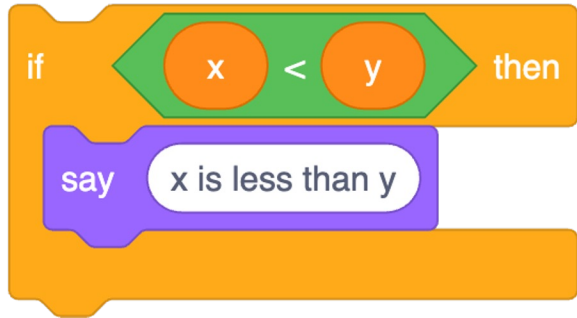 if x < y then
say x is less than y